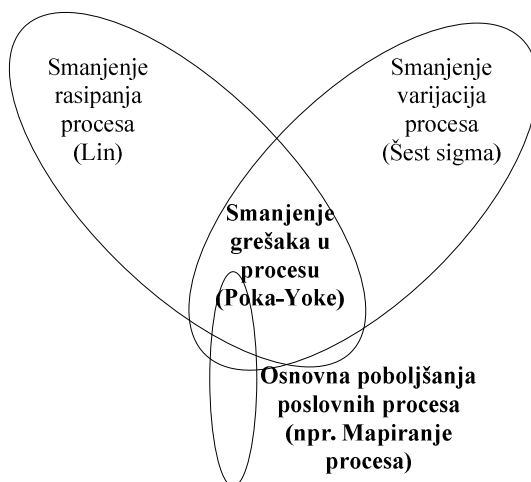 Smanjenje
rasipanja
procesa
(Lin)
Smanjenje
varijacija
procesa
(Šest sigma)
Smanjenje
grešaka u
procesu
(Poka-Yoke)
Osnovna poboljšanja
poslovnih procesa
(npr. Mapiranje
procesa)